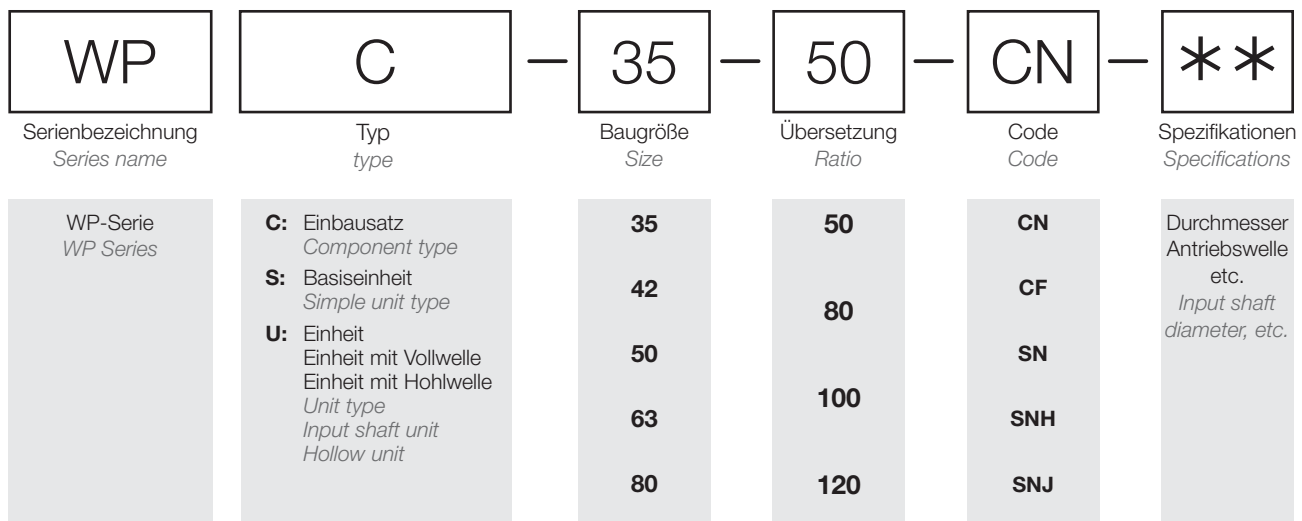 WP C – 35 – 50 – CN – **
Serienbezeichnung
Series name
Typ
type
Baugröße
Size
Übersetzung
Ratio
Code
Code
Spezifikationen
Specifications
WP-Serie
WP Series
C: Einbausatz
Component type
S: Basiseinheit
Simple unit type
U: Einheit
Einheit mit Vollwelle
Einheit mit Hohlwelle
Unit type
Input shaft unit
Hollow unit
35
42
50
63
80
50
80
100
120
CN
CF
SN
SNH
SNJ
Durchmesser
Antriebswelle
etc.
Input shaft
diameter, etc.